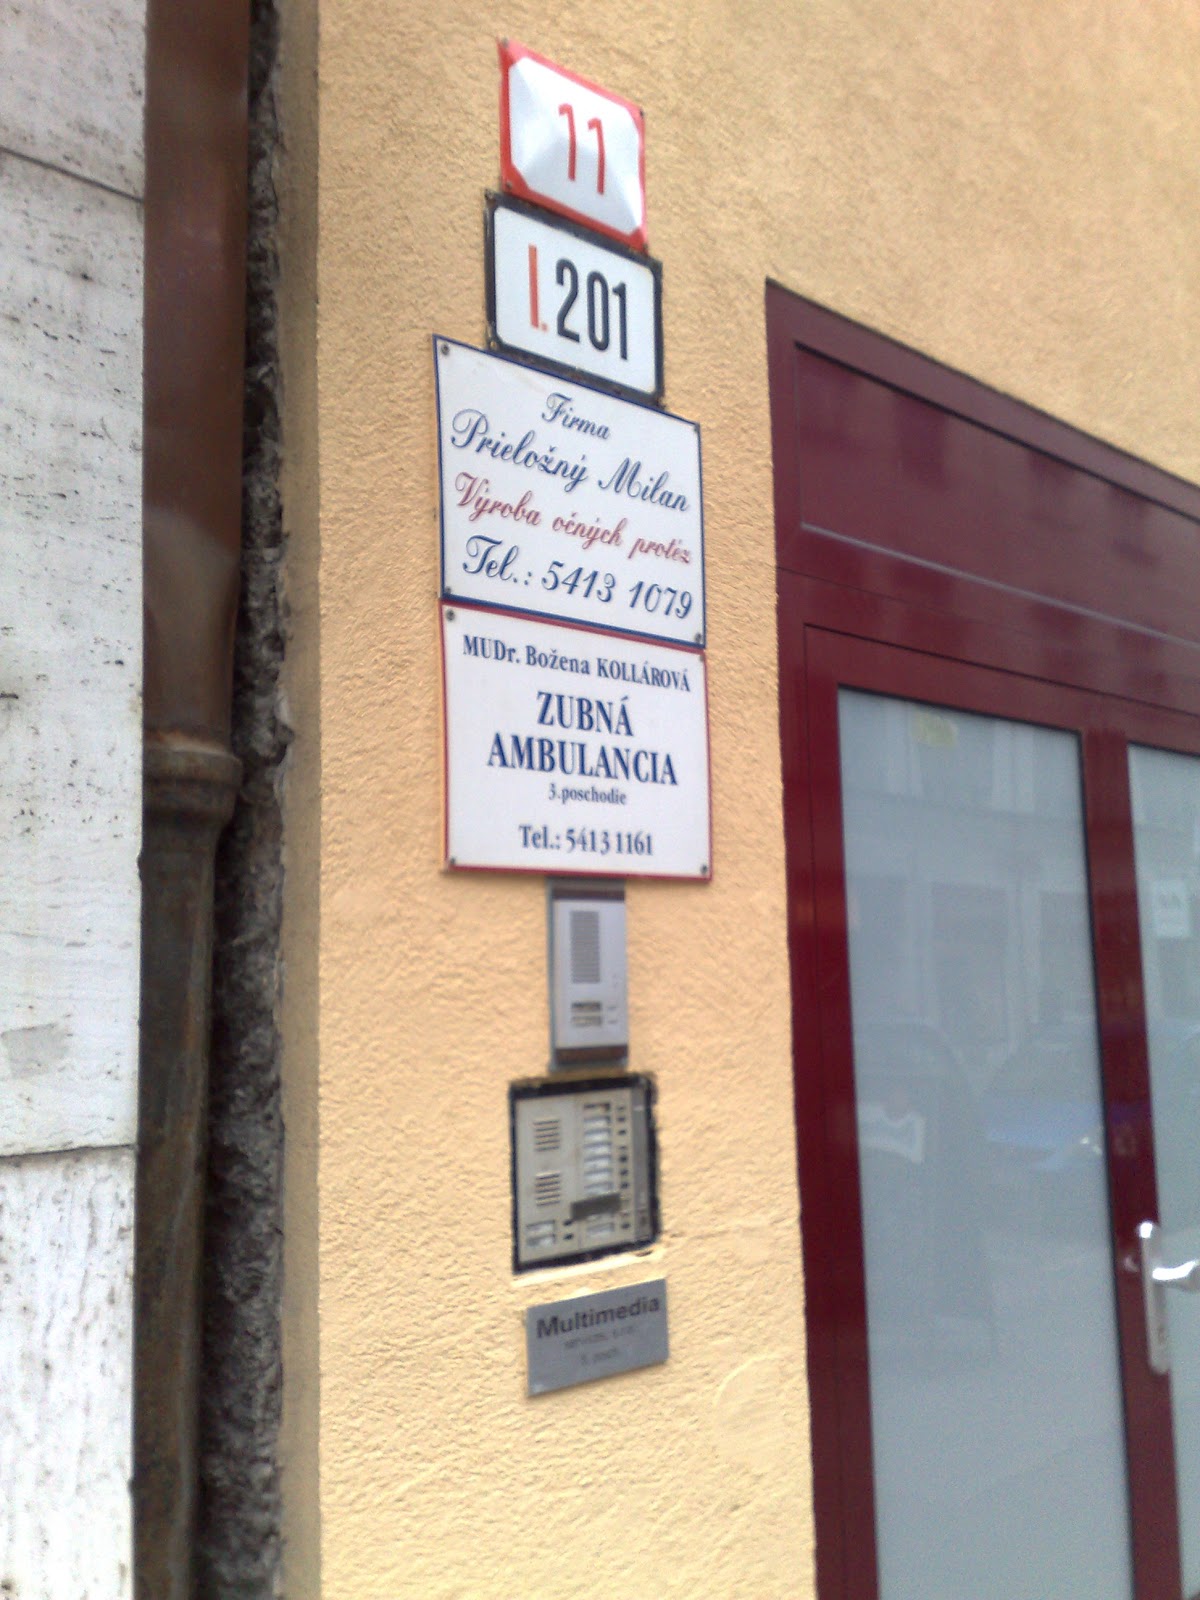 11
I.201
Firma
Prieložný Milan
Výroba očných protéz
Tel.: 5413 1079
MUDr. Božena KOLLÁROVÁ
ZUBNÁ
AMBULANCIA
3.poschodie
Tel.: 5413 1161
Multimedia